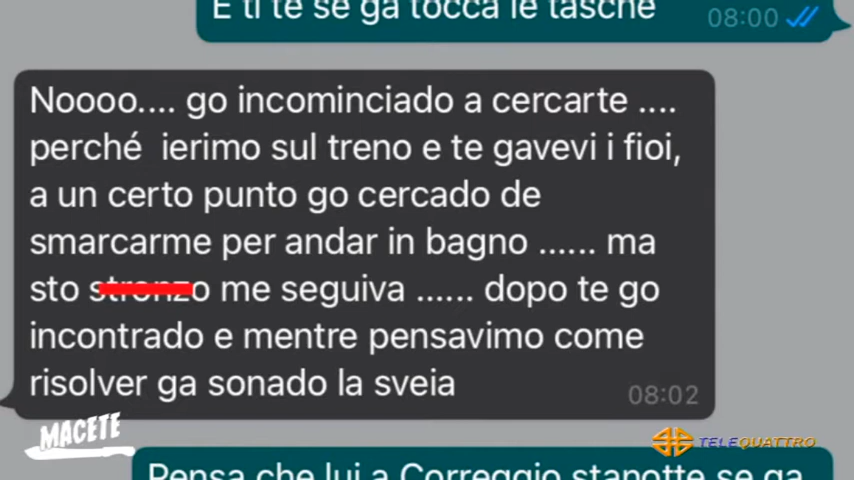 E ti te se ga tocca le tasche
08:00
Noooo.... go incominciado a cercarte ....
perché ierimo sul treno e te gavevi i fioi,
a un certo punto go cercado de
smarcarme per andar in bagno ...... ma
sto stronzo me seguiva ...... dopo te go
incontrado e mentre pensavimo come
risolver ga sonado la sveia
08:02
MACETE
TELEQUATTRO
Pensa che lui a Correggio stanotte se ga